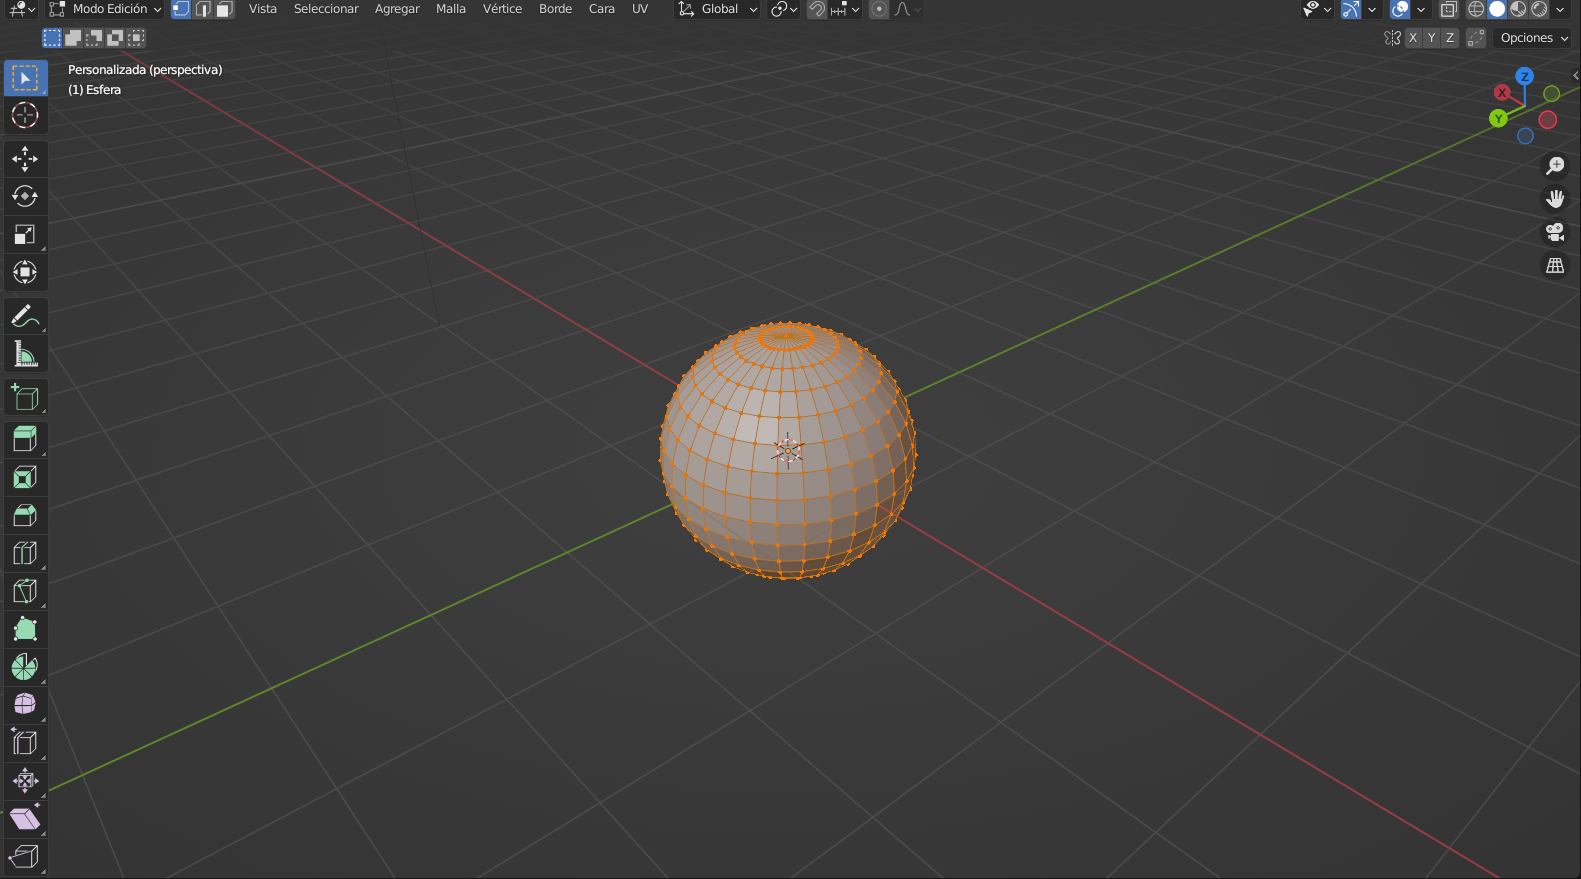 Modo Edición Vista Seleccionar Agregar Malla Vértice Borde Cara UV Global
X Y Z Opciones
Personalizada (perspectiva)
(1) Esfera
Z
X
Y